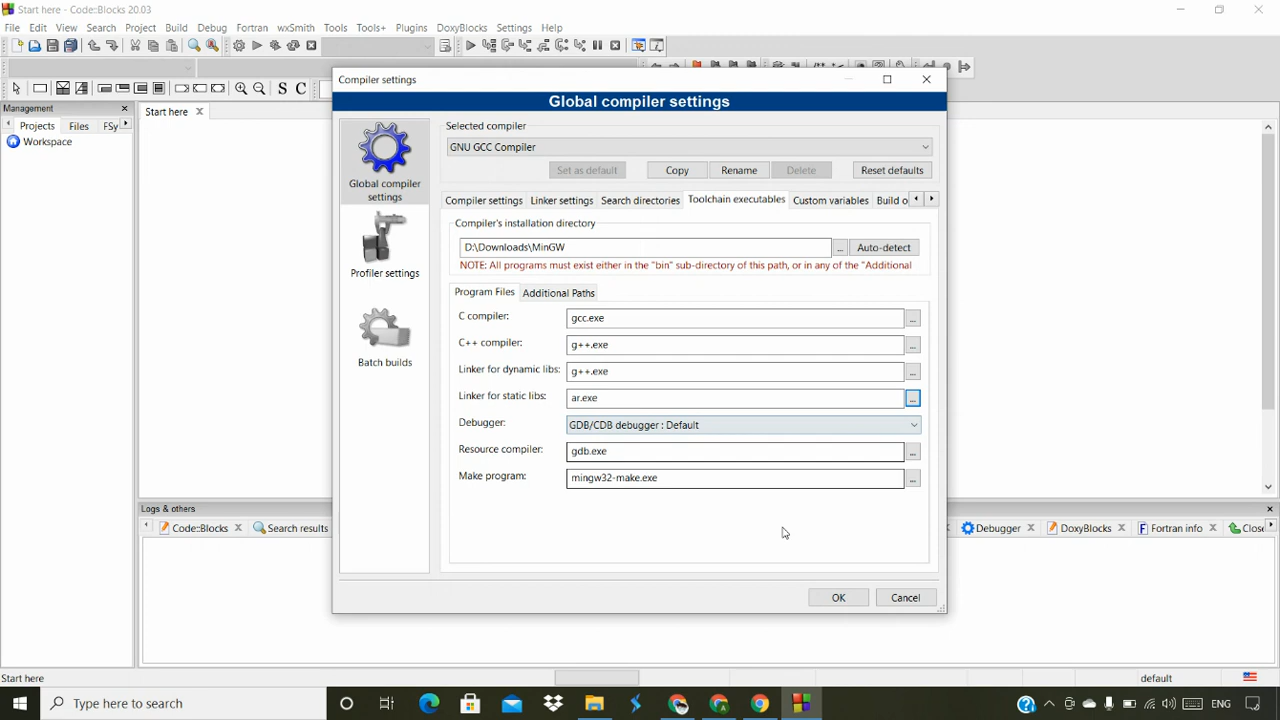 Start here - Code::Blocks 20.03
File Edit View Search Project Build Debug Fortran wxSmith Tools Tools+ Plugins DoxyBlocks Settings Help
S C
Management
Projects Files FSy
Workspace
Start here
Compiler settings
Global compiler settings
Global compiler
settings
Profiler settings
Batch builds
Selected compiler
GNU GCC Compiler
Set as default Copy Rename Delete Reset defaults
Compiler settings Linker settings Search directories Toolchain executables Custom variables Build o
Compiler's installation directory
D:\Downloads\MinGW ... Auto-detect
NOTE: All programs must exist either in the "bin" sub-directory of this path, or in any of the "Additional
Program Files Additional Paths
C compiler: gcc.exe ...
C++ compiler: g++.exe ...
Linker for dynamic libs: g++.exe ...
Linker for static libs: ar.exe ...
Debugger: GDB/CDB debugger : Default
Resource compiler: gdb.exe ...
Make program: mingw32-make.exe ...
OK Cancel
Logs & others
Code::Blocks Search results Debugger DoxyBlocks F Fortran info Close
Start here default
Type here to search ENG